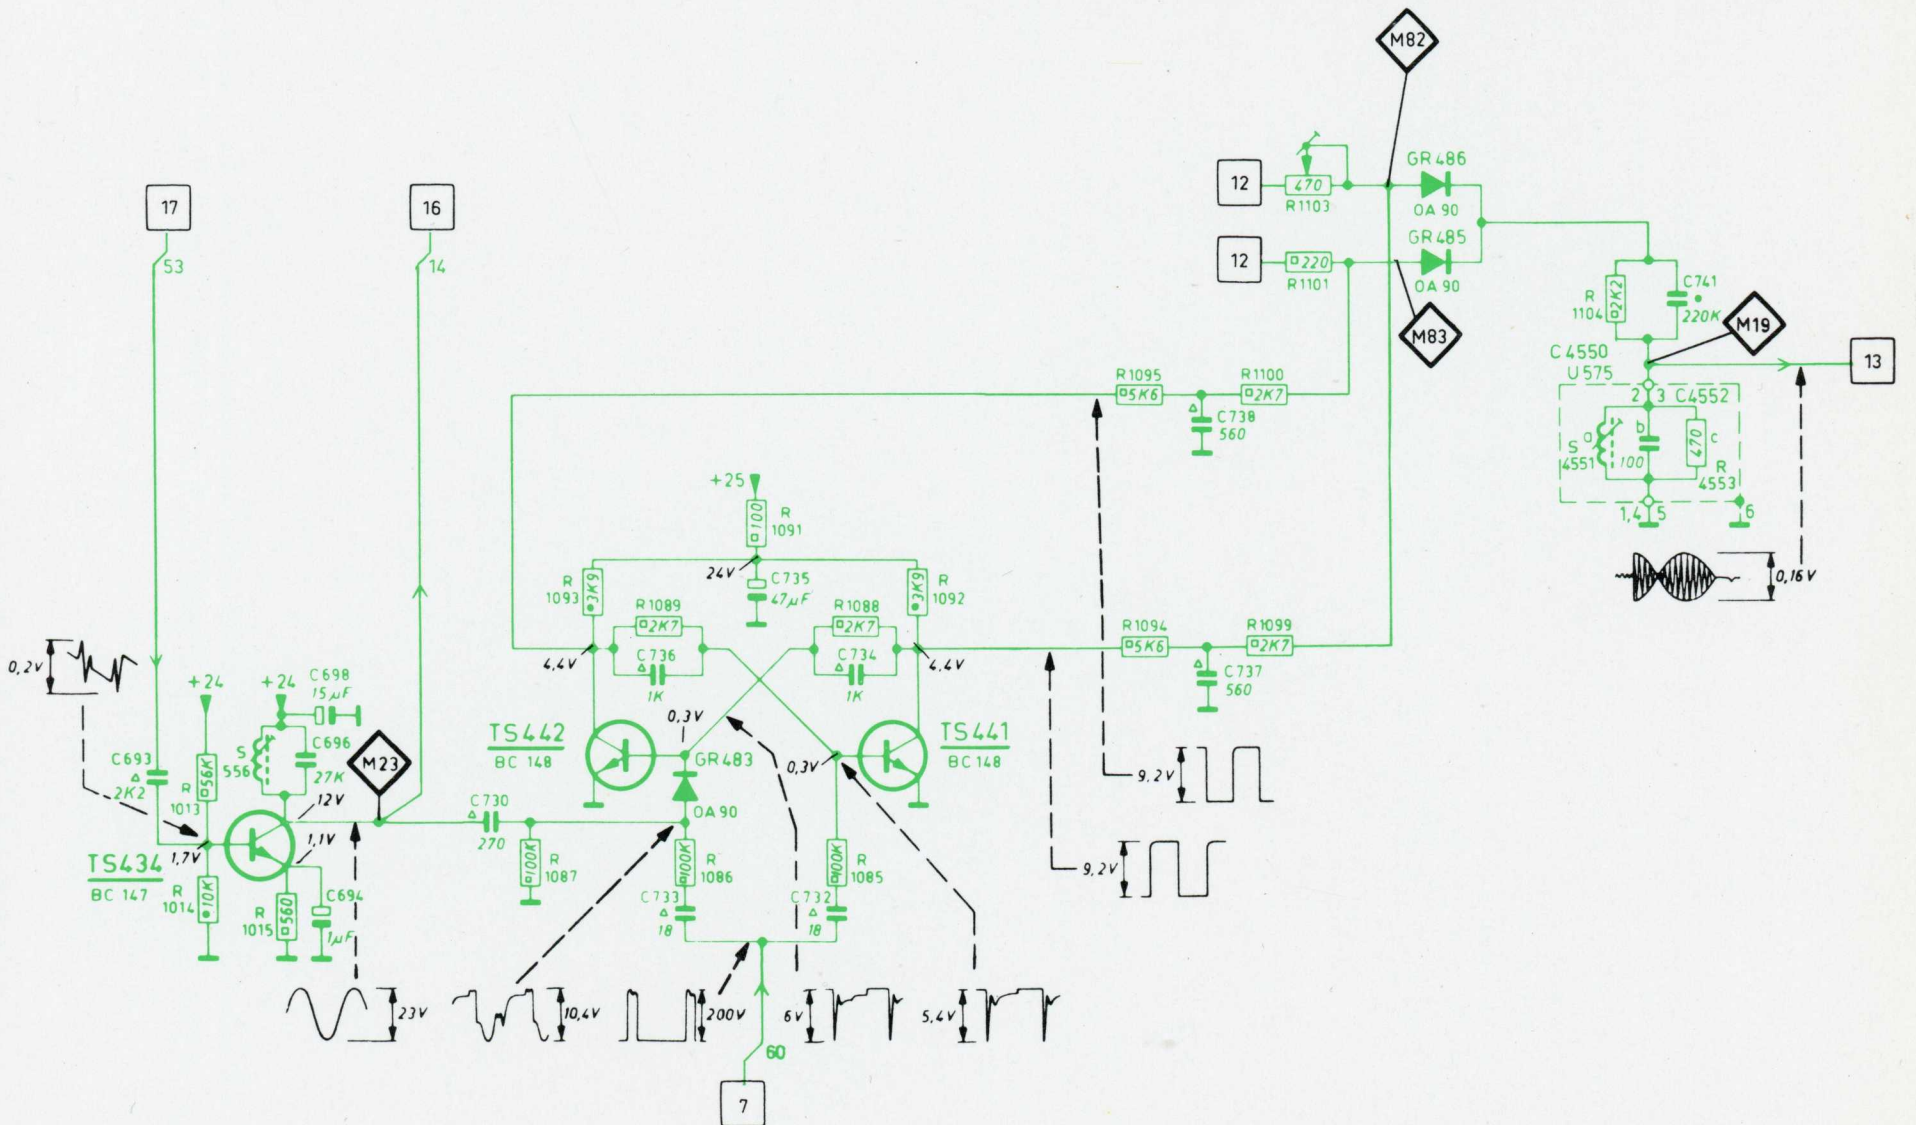 M82
12
470
R1103
GR 486
OA 90
17
16
53
14
12
220
R1101
GR 485
OA 90
M83
R
1104
2K2
C741
220K
M19
13
C 4550
U 575
2
3
C4552
S
4551
a
b
100
470
c
R
4553
1,4
5
6
0,16V
R1095
5K6
R1100
2K7
C738
560
+25
100
R
1091
24V
C735
47µF
R
1093
3K9
R1089
2K7
C736
1K
R1088
2K7
C734
1K
3K9
R
1092
4,4V
4,4V
R1094
5K6
R1099
2K7
C737
560
0,2V
+24
+24
C698
15µF
S
556
C696
27K
M23
TS442
BC 148
0,3V
GR483
OA90
0,3V
TS441
BC 148
9,2V
C693
2K2
R
1013
56K
12V
1,1V
1,7V
TS434
BC 147
R
1014
10K
R
1015
560
C694
1µF
C730
270
100K
R
1087
100K
R
1086
100K
R
1085
C733
18
C732
18
9,2V
23V
10,4V
200V
6V
5,4V
60
7